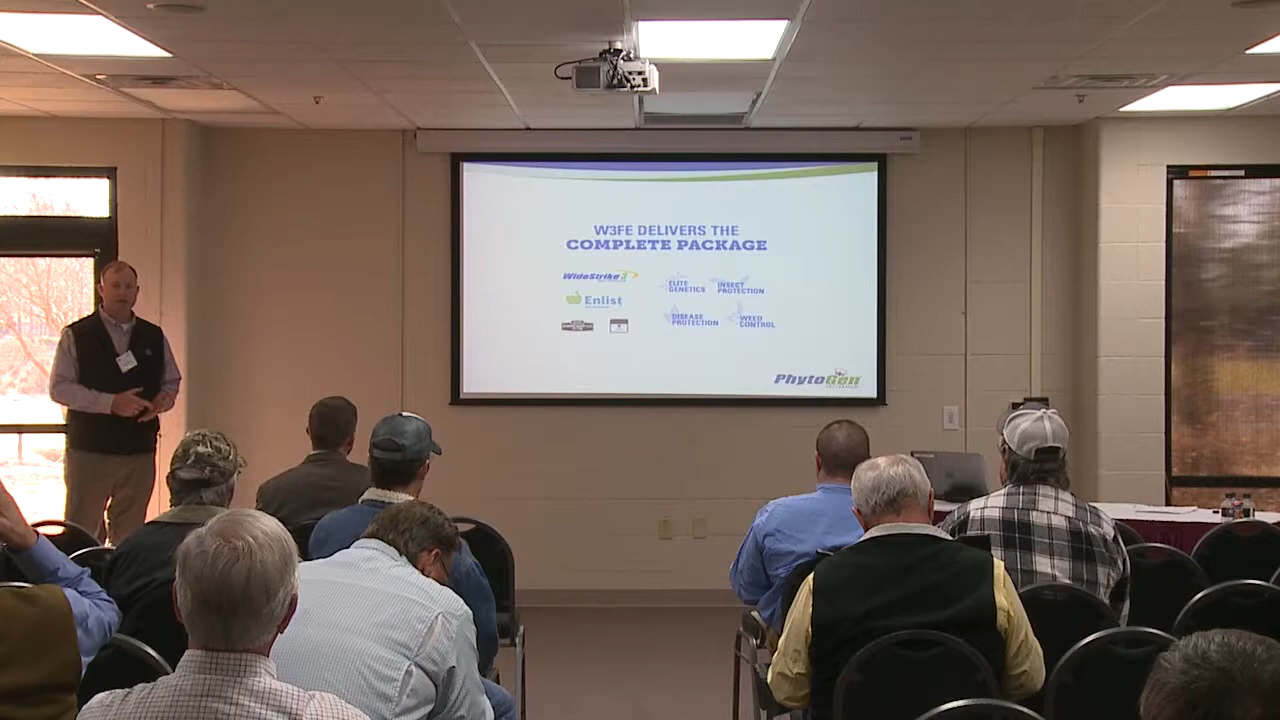 W3FE DELIVERS THE
COMPLETE PACKAGE
WideStrike 3
Enlist
ELITE
GENETICS
INSECT
PROTECTION
DISEASE
PROTECTION
WEED
CONTROL
PhytoGen